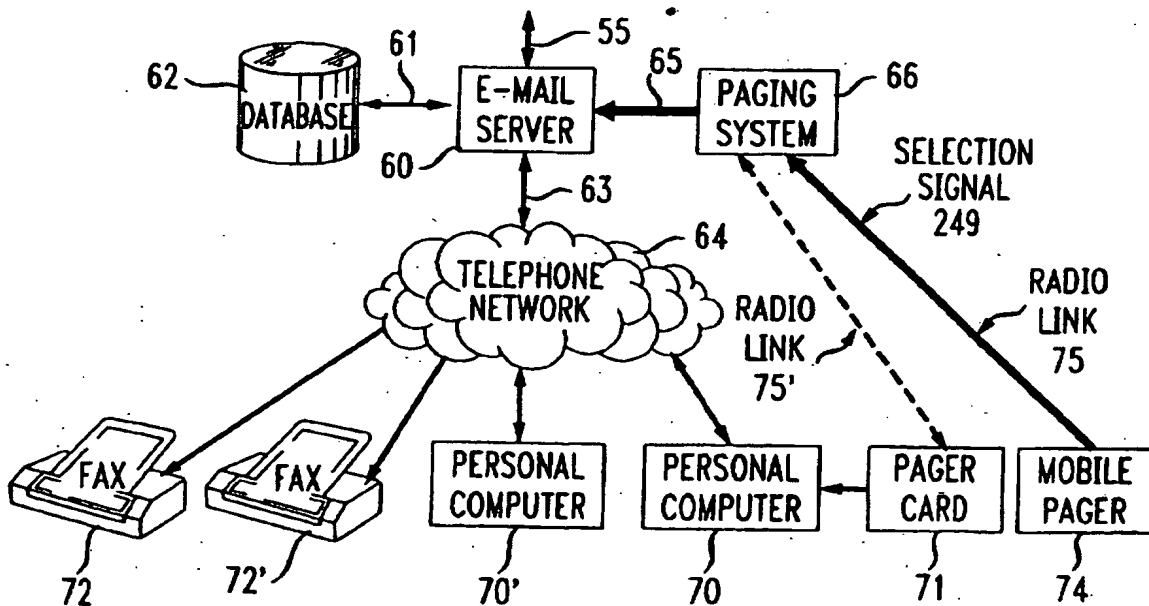 55
61
62
65
66
DATABASE
E-MAIL
SERVER
PAGING
SYSTEM
60
63
SELECTION
SIGNAL
249
64
TELEPHONE
NETWORK
RADIO
LINK
75'
RADIO
LINK
75
FAX
FAX
PERSONAL
COMPUTER
PERSONAL
COMPUTER
PAGER
CARD
MOBILE
PAGER
72
72'
70'
70
71
74